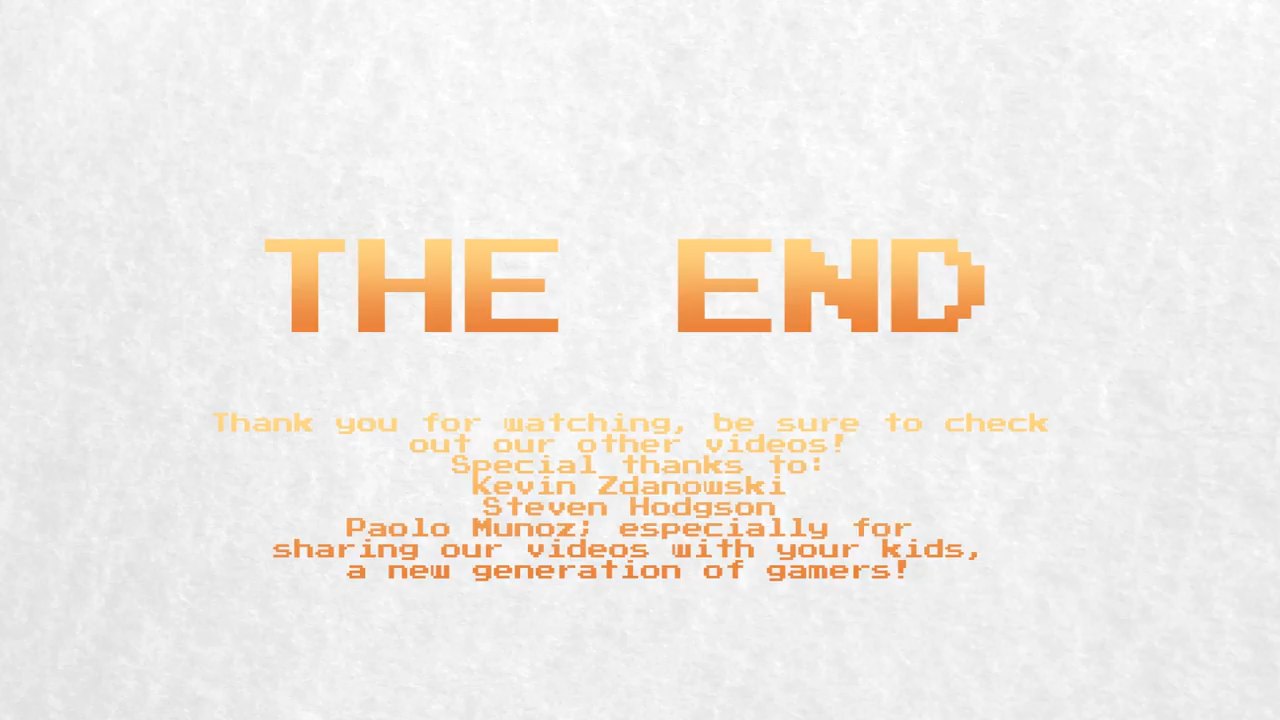 THE END
Thank you for watching, be sure to check
out our other videos!
Special thanks to:
Kevin Zdanowski
Steven Hodgson
Paolo Munoz; especially for
sharing our videos with your kids,
a new generation of gamers!